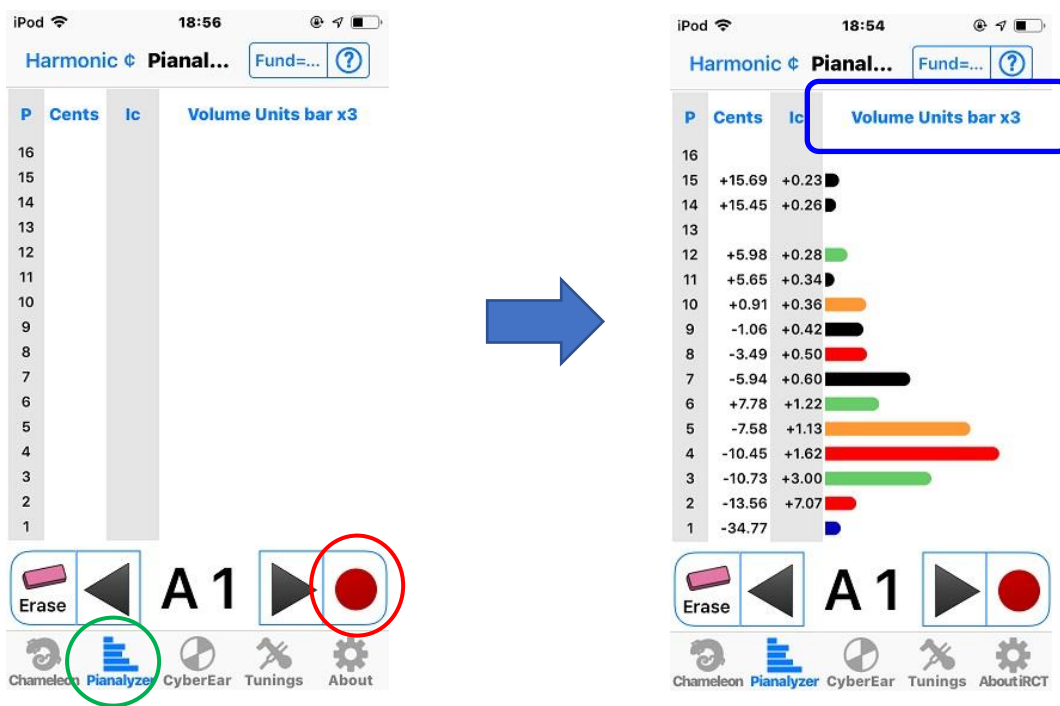 iPod 18:56
Harmonic ¢ Pianal... Fund=... ?
P Cents Ic Volume Units bar x3
16
15
14
13
12
11
10
9
8
7
6
5
4
3
2
1
Erase A 1
Chameleon Pianalyzer CyberEar Tunings About
iPod 18:54
Harmonic ¢ Pianal... Fund=... ?
P Cents Ic Volume Units bar x3
16
15 +15.69 +0.23
14 +15.45 +0.26
13
12 +5.98 +0.28
11 +5.65 +0.34
10 +0.91 +0.36
9 -1.06 +0.42
8 -3.49 +0.50
7 -5.94 +0.60
6 +7.78 +1.22
5 -7.58 +1.13
4 -10.45 +1.62
3 -10.73 +3.00
2 -13.56 +7.07
1 -34.77
Erase A 1
Chameleon Pianalyzer CyberEar Tunings AboutiRCT